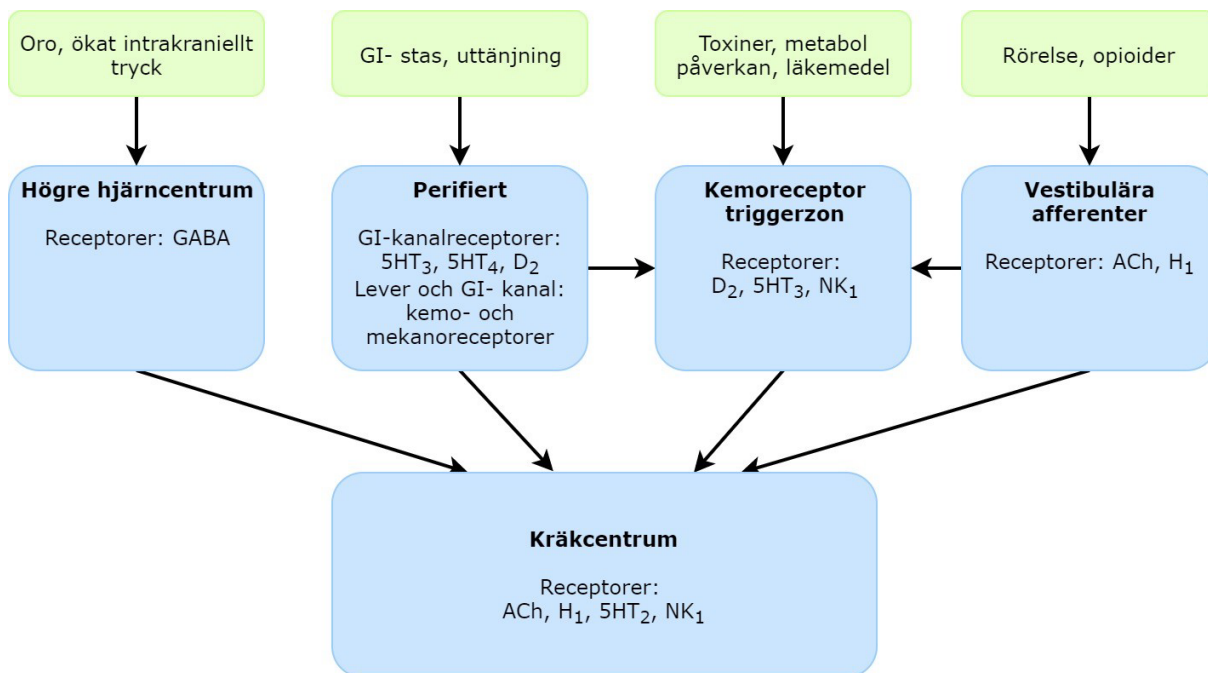 Oro, ökat intrakraniellt
tryck
GI- stas, uttänjning
Toxiner, metabol
påverkan, läkemedel
Rörelse, opioider
Högre hjärncentrum
Receptorer: GABA
Perifiert
GI-kanalreceptorer:
5HT₃, 5HT₄, D₂
Lever och GI- kanal:
kemo- och
mekanoreceptorer
Kemoreceptor
triggerzon
Receptorer:
D₂, 5HT₃, NK₁
Vestibulära
afferenter
Receptorer: ACh, H₁
Kräkcentrum
Receptorer:
ACh, H₁, 5HT₂, NK₁